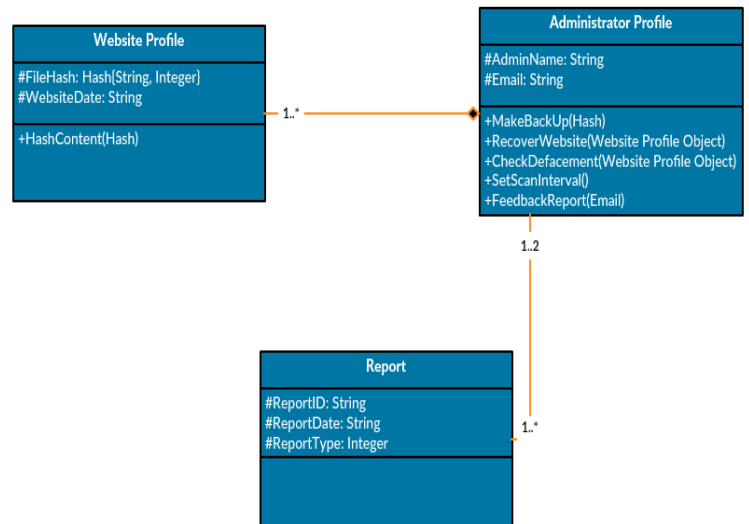 Website Profile
#FileHash: Hash{String, Integer}
#WebsiteDate: String
+HashContent(Hash)
1..*
Administrator Profile
#AdminName: String
#Email: String
+MakeBackUp(Hash)
+RecoverWebsite(Website Profile Object)
+CheckDefacement(Website Profile Object)
+SetScanInterval()
+FeedbackReport(Email)
1..2
Report
#ReportID: String
#ReportDate: String
#ReportType: Integer
1..*